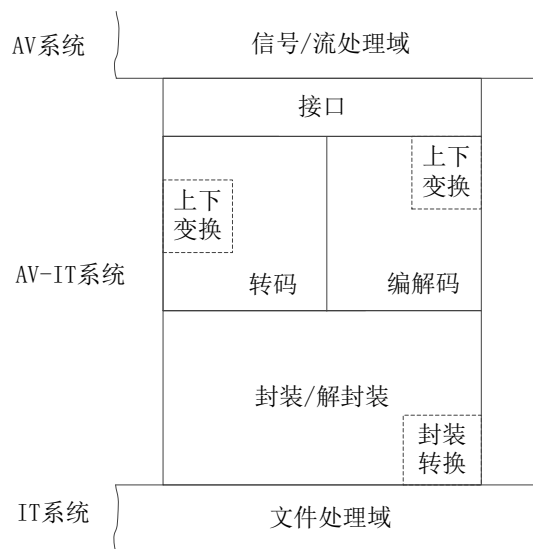 AV系统
信号/流处理域
接口
上下
变换
上下
变换
AV-IT系统
转码
编解码
封装/解封装
封装
转换
IT系统
文件处理域